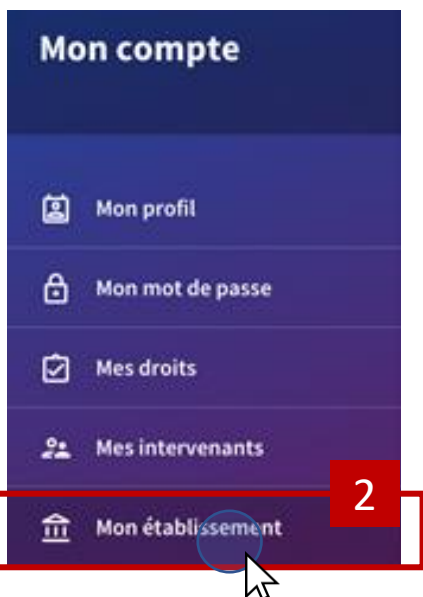 Mon compte
Mon profil
Mon mot de passe
Mes droits
Mes intervenants
2
Mon établissement